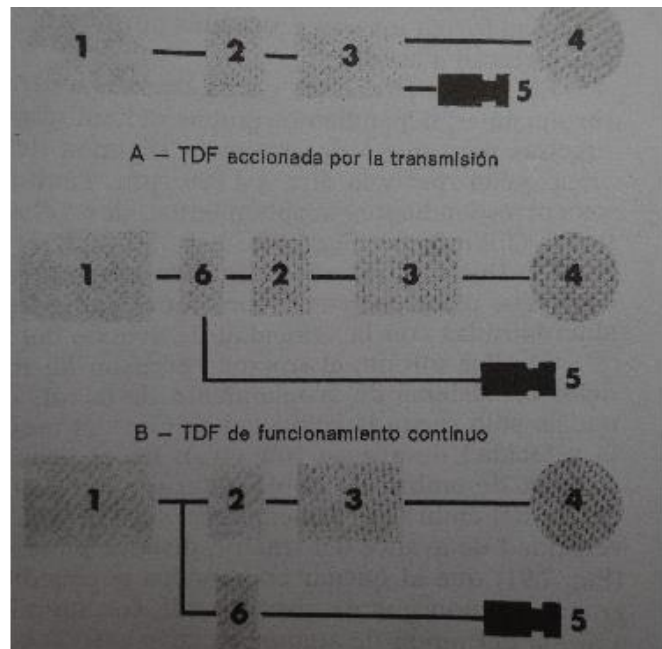 1 2 3 4
5
A – TDF accionada por la transmisión
1 6 2 3 4
5
B – TDF de funcionamiento continuo
1 2 3 4
6 5